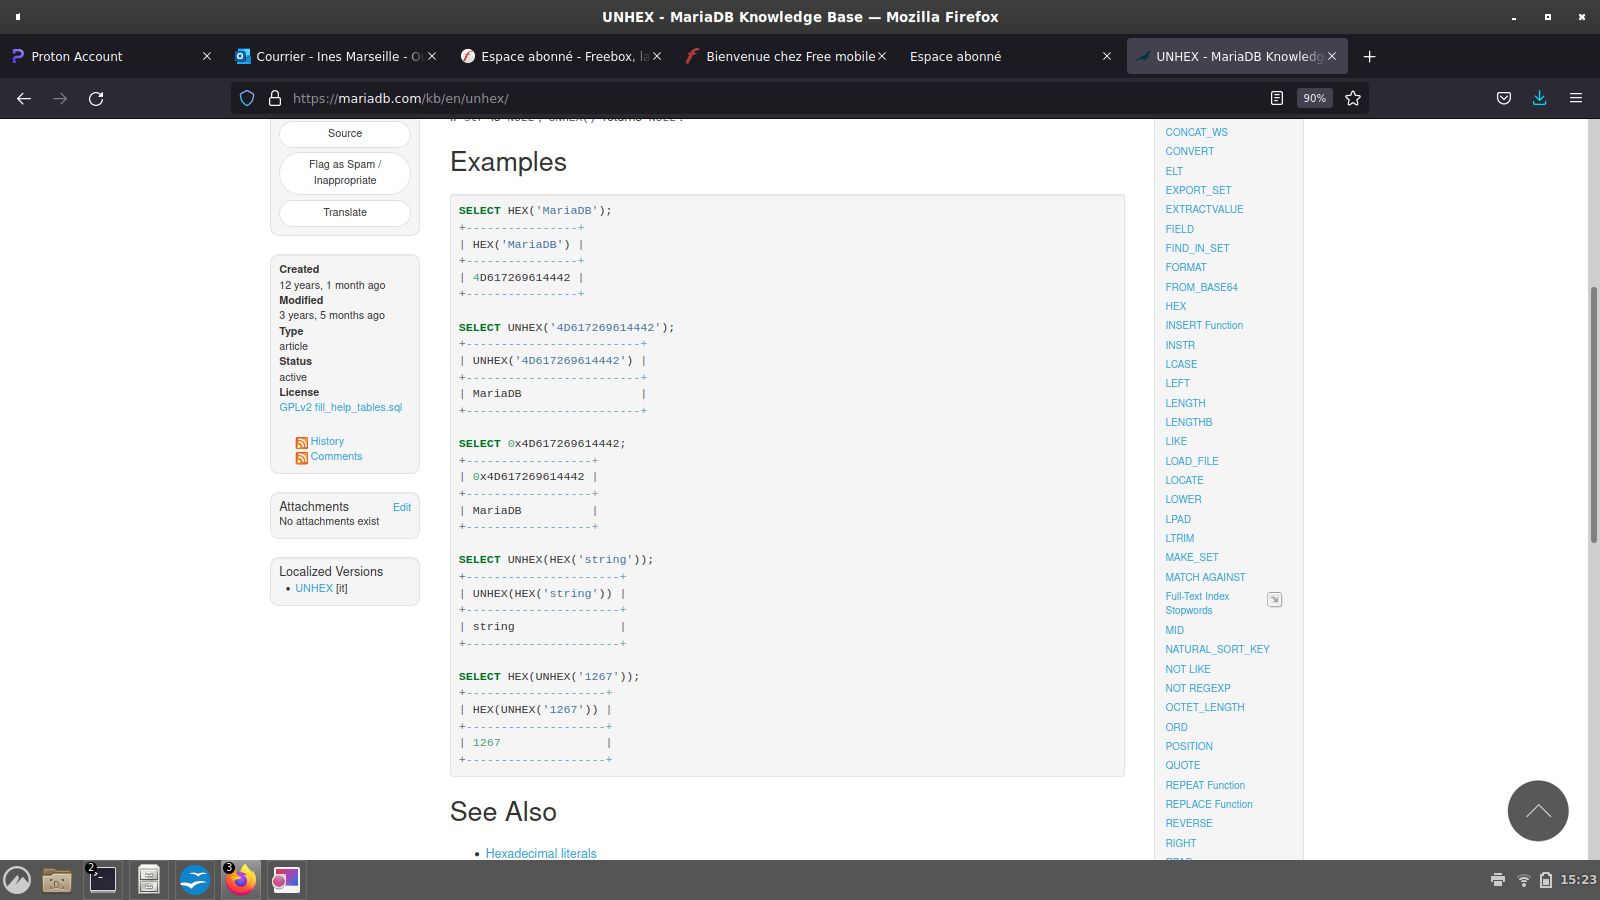 UNHEX - MariaDB Knowledge Base — Mozilla Firefox
Proton Account
Courrier - Ines Marseille - O
Espace abonné - Freebox, la
Bienvenue chez Free mobile
Espace abonné
UNHEX - MariaDB Knowledg
https://mariadb.com/kb/en/unhex/
90%
Source
Flag as Spam /
Inappropriate
Translate
Created
12 years, 1 month ago
Modified
3 years, 5 months ago
Type
article
Status
active
License
GPLv2 fill_help_tables.sql
History
Comments
Attachments Edit
No attachments exist
Localized Versions
• UNHEX [it]
Examples
SELECT HEX('MariaDB');
+----------------+
| HEX('MariaDB') |
+----------------+
| 4D617269614442 |
+----------------+
SELECT UNHEX('4D617269614442');
+-------------------------+
| UNHEX('4D617269614442') |
+-------------------------+
| MariaDB                 |
+-------------------------+
SELECT 0x4D617269614442;
+------------------+
| 0x4D617269614442 |
+------------------+
| MariaDB          |
+------------------+
SELECT UNHEX(HEX('string'));
+----------------------+
| UNHEX(HEX('string')) |
+----------------------+
| string               |
+----------------------+
SELECT HEX(UNHEX('1267'));
+--------------------+
| HEX(UNHEX('1267')) |
+--------------------+
| 1267               |
+--------------------+
See Also
• Hexadecimal literals
CONCAT_WS
CONVERT
ELT
EXPORT_SET
EXTRACTVALUE
FIELD
FIND_IN_SET
FORMAT
FROM_BASE64
HEX
INSERT Function
INSTR
LCASE
LEFT
LENGTH
LENGTHB
LIKE
LOAD_FILE
LOCATE
LOWER
LPAD
LTRIM
MAKE_SET
MATCH AGAINST
Full-Text Index
Stopwords
MID
NATURAL_SORT_KEY
NOT LIKE
NOT REGEXP
OCTET_LENGTH
ORD
POSITION
QUOTE
REPEAT Function
REPLACE Function
REVERSE
RIGHT
2
3
15:23